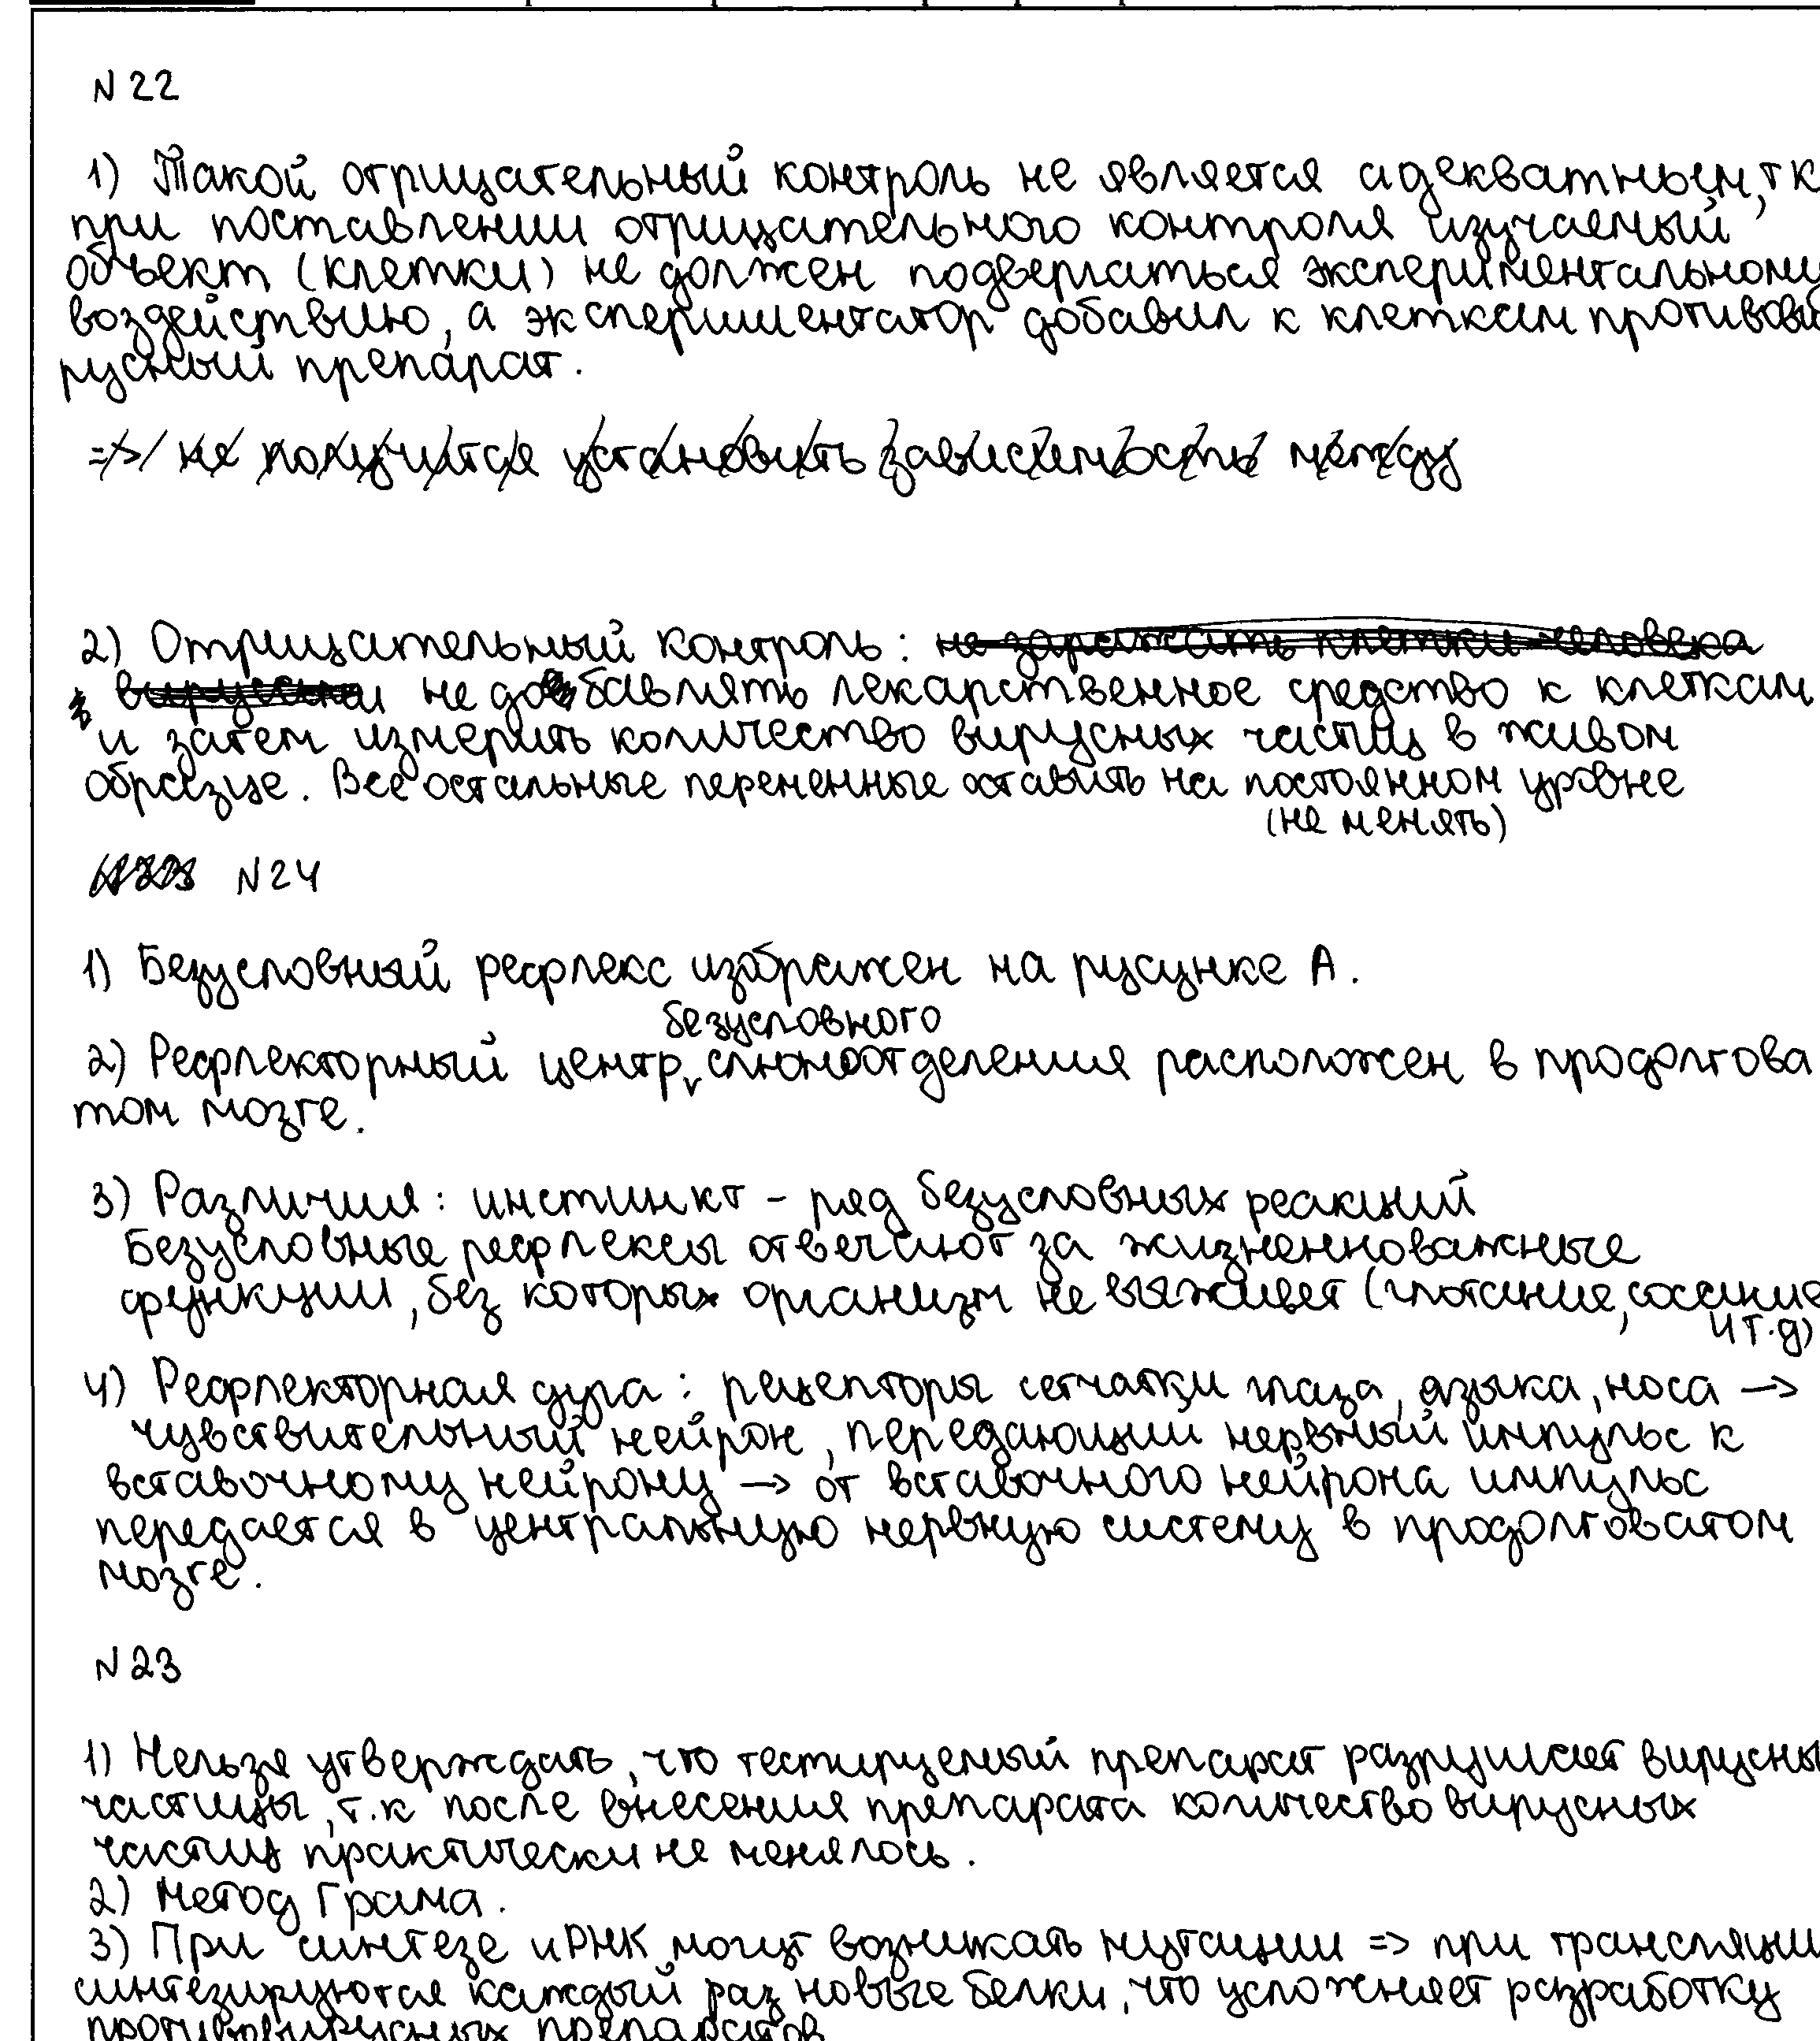 N 22
1) Такой отрицательный контроль не является адекватным, тк
при поставлении отрицательного контроля изучаемый
объект (клетки) не должен подвергаться экспериментальному
воздействию, а экспериментатор добавил к клеткам противови
русный препарат.
=> не получится установить зависимость между
2) Отрицательный контроль: не заражать клетки человека
вирусом и не добавлять лекарственное средство к клеткам
и затем измерить количество вирусных частиц в живом
образце. Все остальные переменные оставить на постоянном уровне
(не менять)
N24
1) Безусловный рефлекс изображен на русунке А.
безусловного
2) Рефлекторный центр слюноотделения расположен в продолгова
том мозге.
3) Различия: инстинкт - ряд безусловных реакций
Безусловные рефлексы отвечают за жизненноважные
функции, без которых организм не выживет (глотание, сосание
и т.д)
4) Рефлекторная дуга: рецепторы сетчатки глаза, языка, носа ->
чувствительный нейрон, передающий нервный импульс к
вставочному нейрону -> от вставочного нейрона импульс
передается в центральную нервную систему в продолговатом
мозге.
N 23
1) Нельзя утверждать, что тестируемый препарат разрушает вирусны
частицы, т.к после внесения препарата количество вирусных
частиц практически не менялось.
2) Метод Грама.
3) При синтезе иРНК могут возникать мутации => при трансляции
синтезируются каждый раз новые белки, что усложняет разработку
противовирусных препаратов